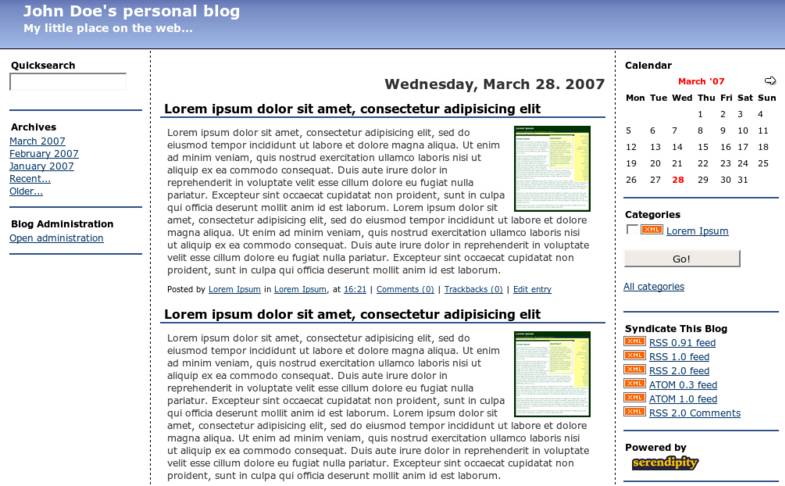 John Doe's personal blog
My little place on the web...
Quicksearch
Archives
March 2007
February 2007
January 2007
Recent...
Older...
Blog Administration
Open administration
Wednesday, March 28. 2007
Lorem ipsum dolor sit amet, consectetur adipisicing elit
Lorem ipsum dolor sit amet, consectetur adipisicing elit, sed do
eiusmod tempor incididunt ut labore et dolore magna aliqua. Ut enim
ad minim veniam, quis nostrud exercitation ullamco laboris nisi ut
aliquip ex ea commodo consequat. Duis aute irure dolor in
reprehenderit in voluptate velit esse cillum dolore eu fugiat nulla
pariatur. Excepteur sint occaecat cupidatat non proident, sunt in culpa
qui officia deserunt mollit anim id est laborum. Lorem ipsum dolor sit
amet, consectetur adipisicing elit, sed do eiusmod tempor incididunt ut labore et dolore
magna aliqua. Ut enim ad minim veniam, quis nostrud exercitation ullamco laboris nisi
ut aliquip ex ea commodo consequat. Duis aute irure dolor in reprehenderit in voluptate
velit esse cillum dolore eu fugiat nulla pariatur. Excepteur sint occaecat cupidatat non
proident, sunt in culpa qui officia deserunt mollit anim id est laborum.
Posted by Lorem Ipsum in Lorem Ipsum, at 16:21 | Comments (0) | Trackbacks (0) | Edit entry
Lorem ipsum dolor sit amet, consectetur adipisicing elit
Lorem ipsum dolor sit amet, consectetur adipisicing elit, sed do
eiusmod tempor incididunt ut labore et dolore magna aliqua. Ut enim
ad minim veniam, quis nostrud exercitation ullamco laboris nisi ut
aliquip ex ea commodo consequat. Duis aute irure dolor in
reprehenderit in voluptate velit esse cillum dolore eu fugiat nulla
pariatur. Excepteur sint occaecat cupidatat non proident, sunt in culpa
qui officia deserunt mollit anim id est laborum. Lorem ipsum dolor sit
amet, consectetur adipisicing elit, sed do eiusmod tempor incididunt ut labore et dolore
magna aliqua. Ut enim ad minim veniam, quis nostrud exercitation ullamco laboris nisi
ut aliquip ex ea commodo consequat. Duis aute irure dolor in reprehenderit in voluptate
velit esse cillum dolore eu fugiat nulla pariatur. Excepteur sint occaecat cupidatat non
proident, sunt in culpa qui officia deserunt mollit anim id est laborum.
Calendar
March '07
Mon Tue Wed Thu Fri Sat Sun
1 2 3 4
5 6 7 8 9 10 11
12 13 14 15 16 17 18
19 20 21 22 23 24 25
26 27 28 29 30 31
Categories
XML Lorem Ipsum
Go!
All categories
Syndicate This Blog
XML RSS 0.91 feed
XML RSS 1.0 feed
XML RSS 2.0 feed
XML ATOM 0.3 feed
XML ATOM 1.0 feed
XML RSS 2.0 Comments
Powered by
serendipity